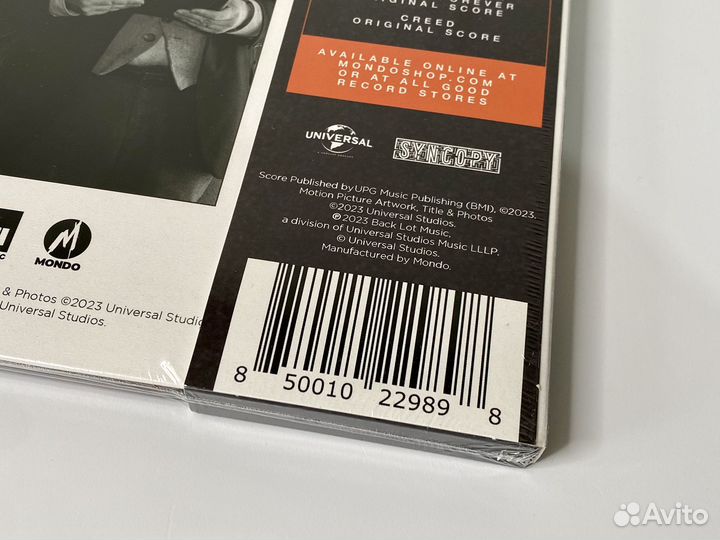 ORIGINAL SCORE
CREED
ORIGINAL SCORE
AVAILABLE ONLINE AT
MONDOSHOP.COM
OR AT ALL GOOD
RECORD STORES
UNIVERSAL
SYNCOPY
Score Published by UPG Music Publishing (BMI), ©2023.
Motion Picture Artwork, Title & Photos
©2023 Universal Studios.
℗2023 Back Lot Music,
a division of Universal Studios Music LLLP.
© Universal Studios.
Manufactured by Mondo.
MONDO
& Photos ©2023 Universal Studio
Universal Studios.
8 50010 22989 8
Avito